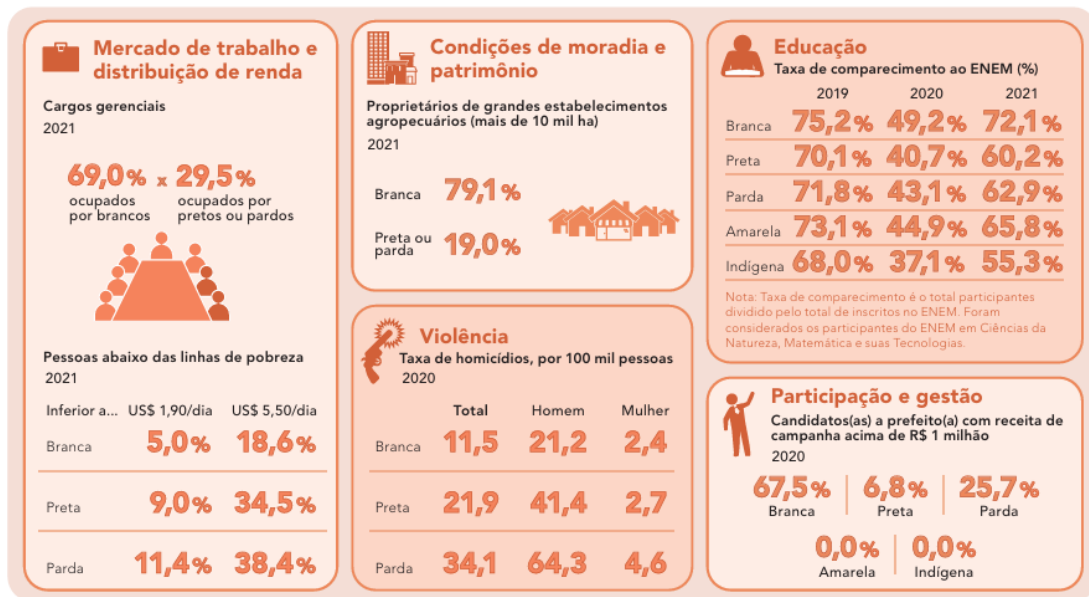 Mercado de trabalho e
distribuição de renda
Cargos gerenciais
2021
69,0% x 29,5%
ocupados por brancos
ocupados por pretos ou pardos
Pessoas abaixo das linhas de pobreza
2021
Inferior a... US$ 1,90/dia US$ 5,50/dia
Branca 5,0% 18,6%
Preta 9,0% 34,5%
Parda 11,4% 38,4%
Condições de moradia e
patrimônio
Proprietários de grandes estabelecimentos
agropecuários (mais de 10 mil ha)
2021
Branca 79,1%
Preta ou
parda 19,0%
Violência
Taxa de homicídios, por 100 mil pessoas
2020
Total Homem Mulher
Branca 11,5 21,2 2,4
Preta 21,9 41,4 2,7
Parda 34,1 64,3 4,6
Educação
Taxa de comparecimento ao ENEM (%)
2019 2020 2021
Branca 75,2% 49,2% 72,1%
Preta 70,1% 40,7% 60,2%
Parda 71,8% 43,1% 62,9%
Amarela 73,1% 44,9% 65,8%
Indígena 68,0% 37,1% 55,3%
Nota: Taxa de comparecimento é o total participantes
dividido pelo total de inscritos no ENEM. Foram
considerados os participantes do ENEM em Ciências da
Natureza, Matemática e suas Tecnologias.
Participação e gestão
Candidatos(as) a prefeito(a) com receita de
campanha acima de R$ 1 milhão
2020
67,5% 6,8% 25,7%
Branca Preta Parda
0,0% 0,0%
Amarela Indígena